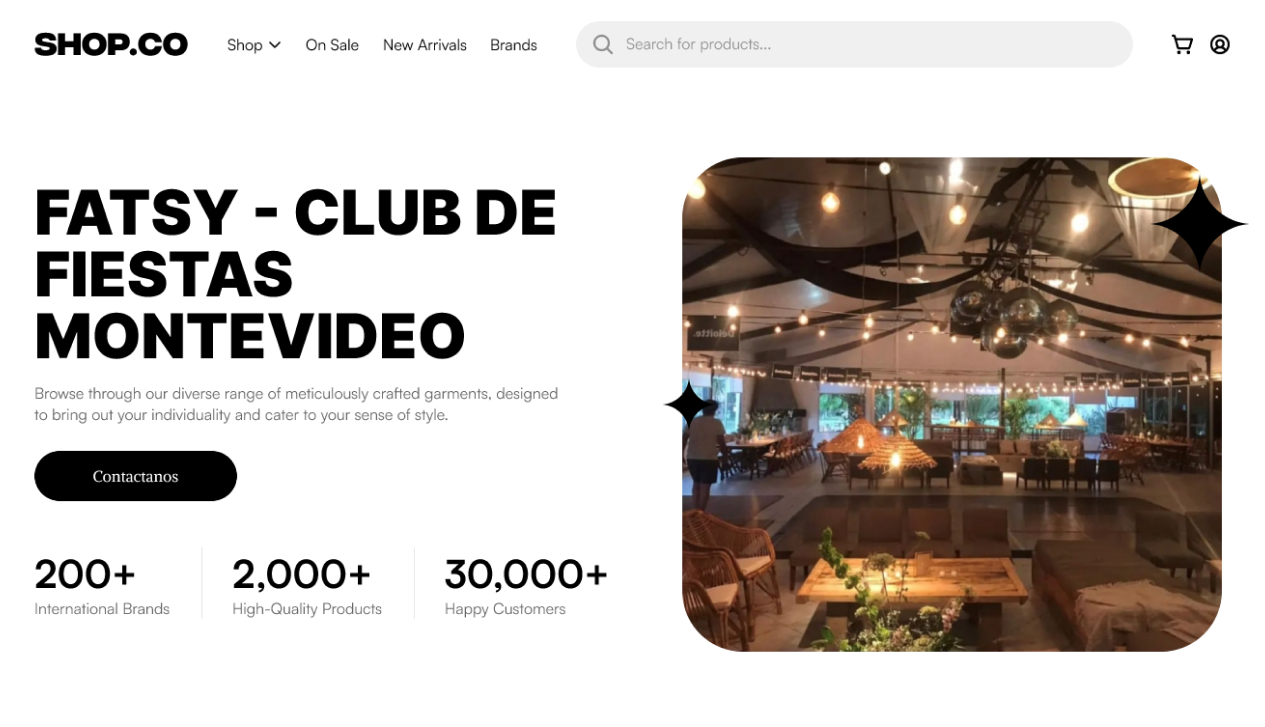 SHOP.CO
Shop
On Sale
New Arrivals
Brands
Search for products...
FATSY - CLUB DE
FIESTAS
MONTEVIDEO
Browse through our diverse range of meticulously crafted garments, designed
to bring out your individuality and cater to your sense of style.
Contactanos
200+
International Brands
2,000+
High-Quality Products
30,000+
Happy Customers
Deloitte.